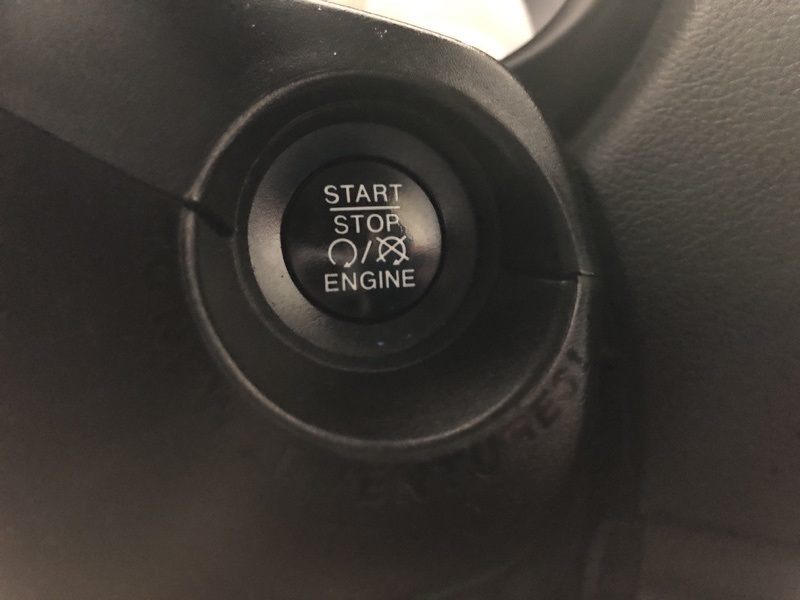 START
STOP
/
ENGINE